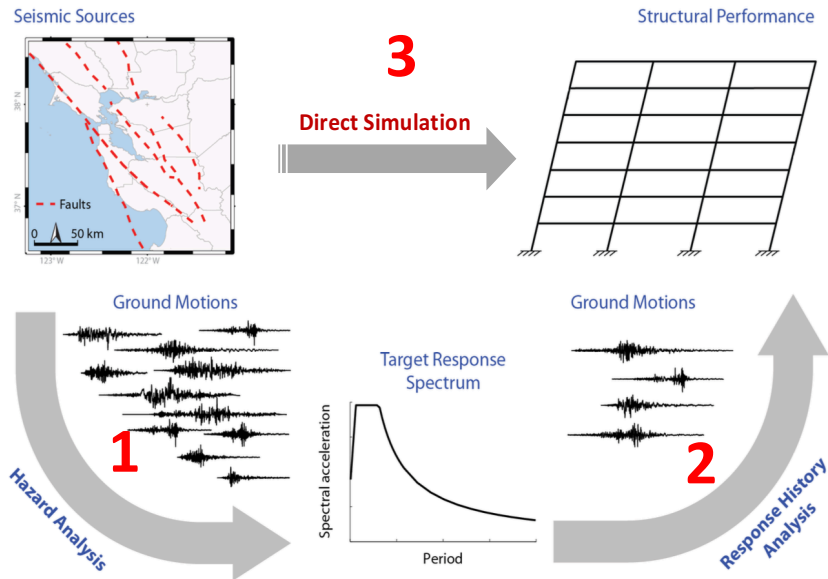 Seismic Sources
Structural Performance
3
Direct Simulation
38° N
37° N
Faults
0 50 km
123° W 122° W
Ground Motions
Ground Motions
Target Response
Spectrum
Spectral acceleration
Period
1
Hazard Analysis
2
Response History
Analysis